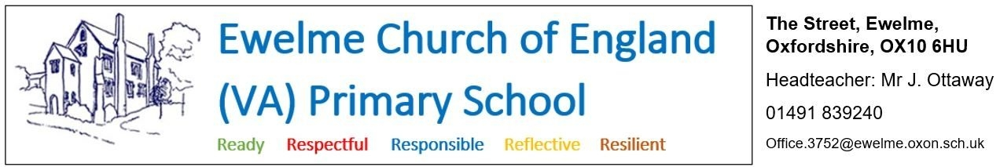 Ewelme Church of England
(VA) Primary School
Ready Respectful Responsible Reflective Resilient
The Street, Ewelme,
Oxfordshire, OX10 6HU
Headteacher: Mr J. Ottaway
01491 839240
Office.3752@ewelme.oxon.sch.uk